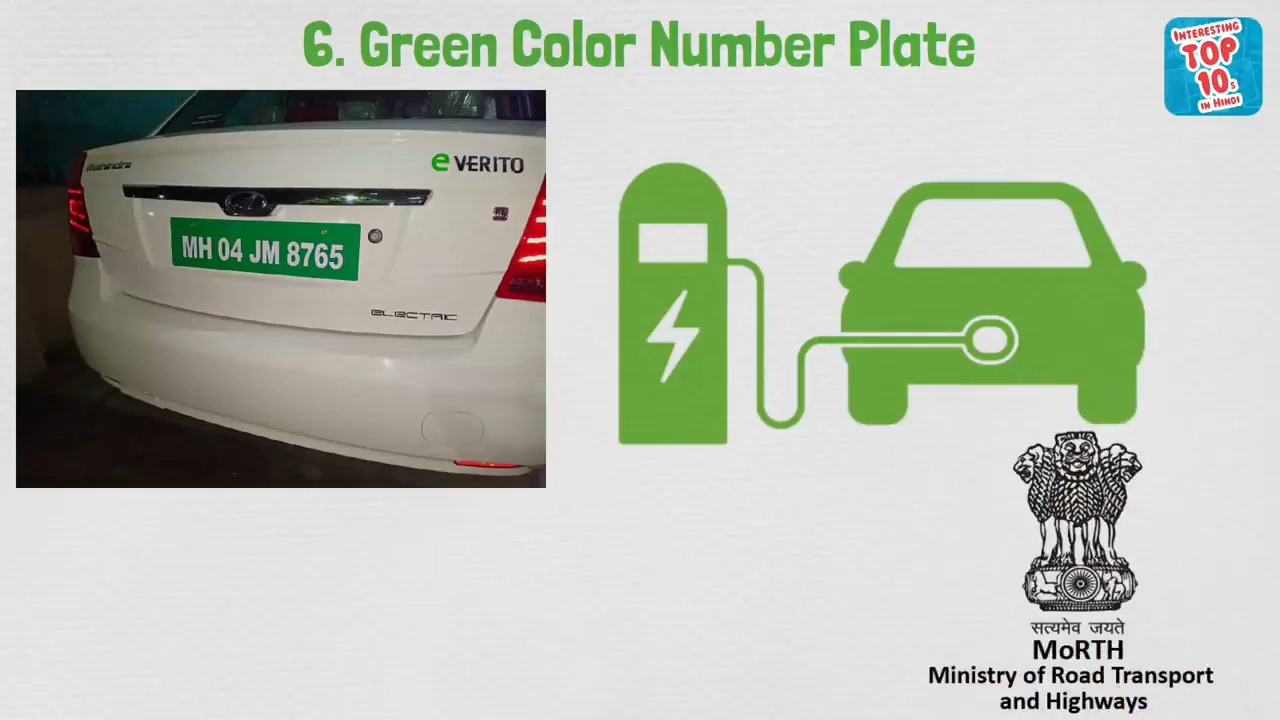 6. Green Color Number Plate
INTERESTING
TOP
10s
IN HINDI
Mahindra
e VERITO
MH 04 JM 8765
ELECTRIC
सत्यमेव जयते
MoRTH
Ministry of Road Transport
and Highways